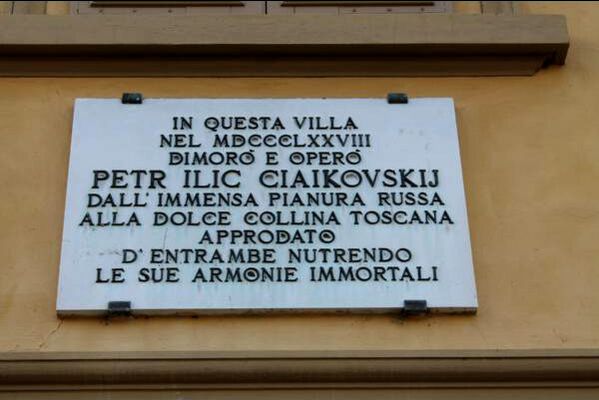 IN QUESTA VILLA
NEL MDCCCLXXVIII
DIMORÒ E OPERÒ
PETR ILIC CIAIKOVSKIJ
DALL' IMMENSA PIANURA RUSSA
ALLA DOLCE COLLINA TOSCANA
APPRODATO
D' ENTRAMBE NUTRENDO
LE SUE ARMONIE IMMORTALI